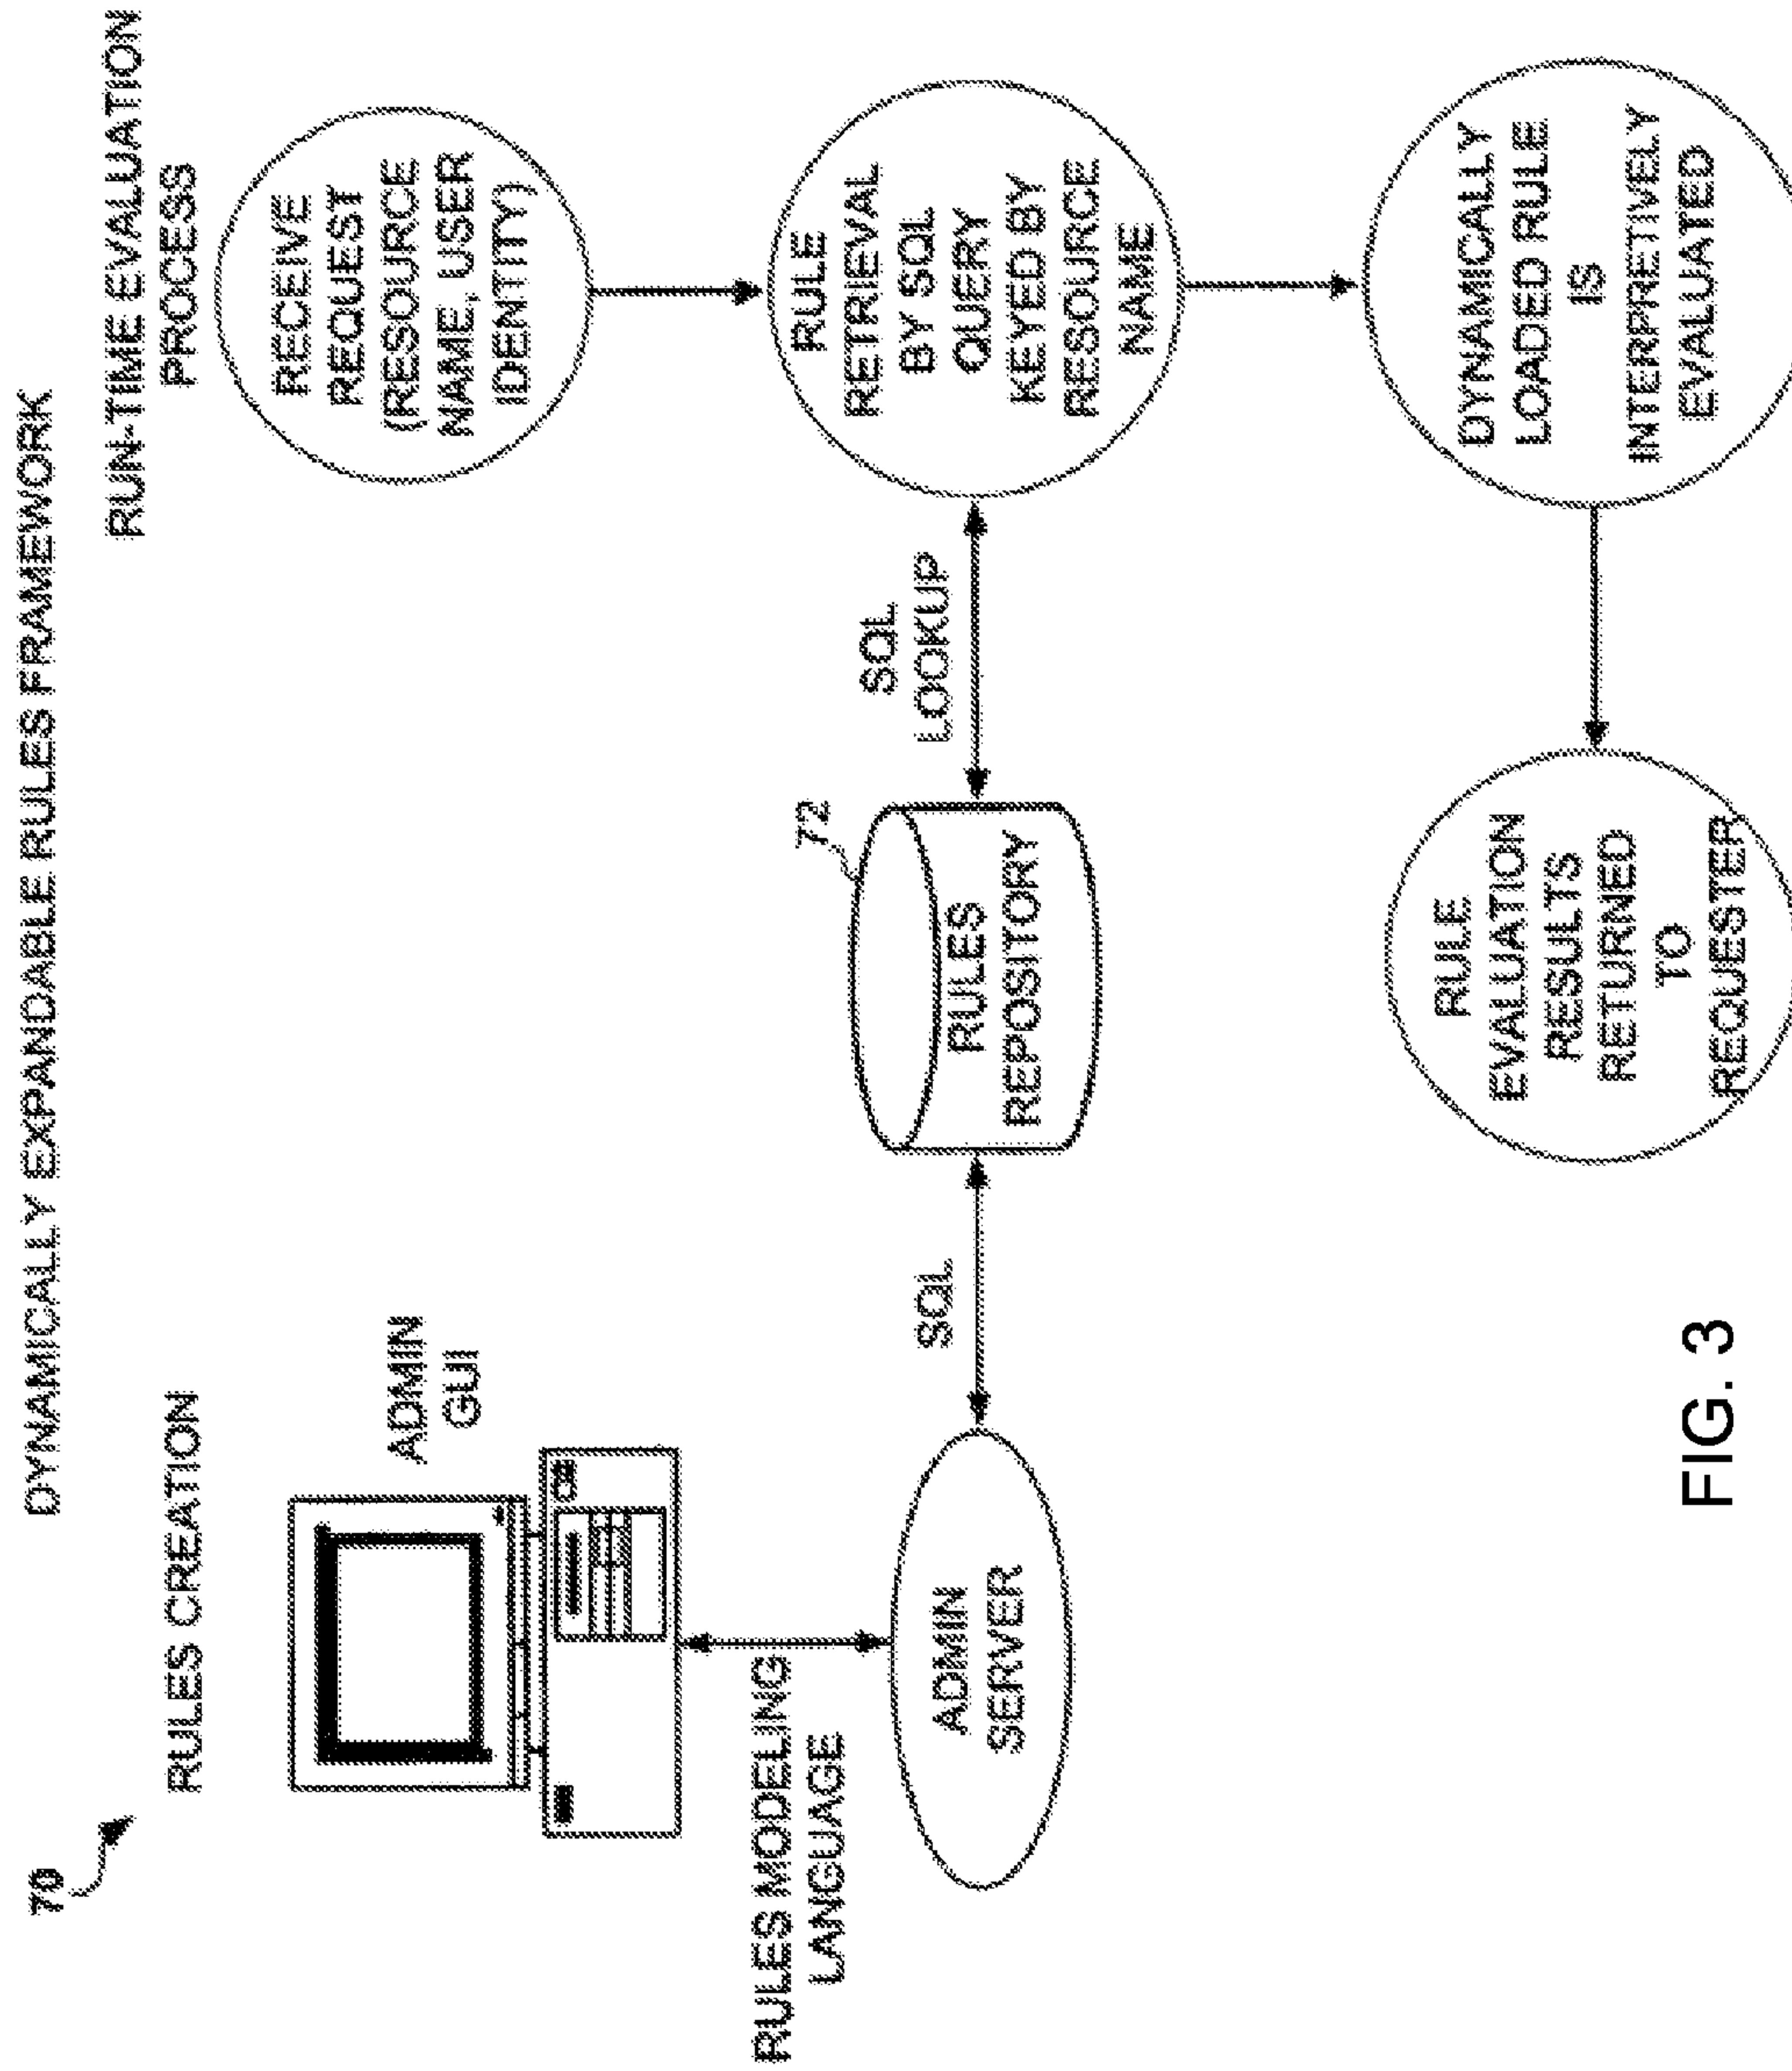 DYNAMICALLY EXPANDABLE RULES FRAMEWORK
70
RULES CREATION
ADMIN
GUI
RULES MODELING
LANGUAGE
ADMIN
SERVER
SQL
72
RULES
REPOSITORY
SQL
LOOKUP
RUN-TIME EVALUATION
PROCESS
RECEIVE
REQUEST
(RESOURCE
NAME, USER
IDENTITY)
RULE
RETRIEVAL
BY SQL
QUERY
KEYED BY
RESOURCE
NAME
DYNAMICALLY
LOADED RULE
IS
INTERPRETIVELY
EVALUATED
RULE
EVALUATION
RESULTS
RETURNED
TO
REQUESTER
FIG. 3